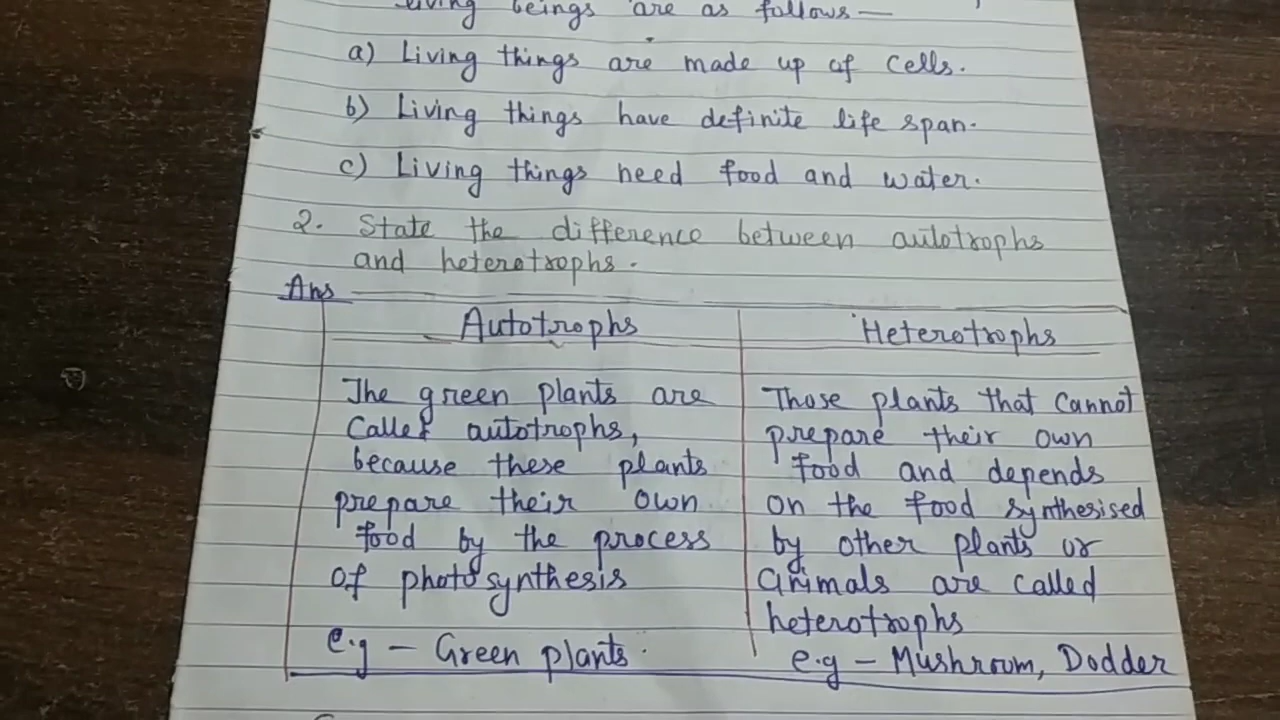 living beings are as follows—
a) Living things are made up of cells.
b) Living things have definite life span.
c) Living things need food and water.
2. State the difference between autotrophs
and heterotrophs.
Ans
Autotrophs
The green plants are
Called autotrophs,
because these plants
prepare their own
food by the process
of photosynthesis
e.g — Green plants.
Heterotrophs
Those plants that cannot
prepare their own
food and depends
on the food synthesised
by other plants or
animals are called
heterotrophs
e.g — Mushroom, Dodder